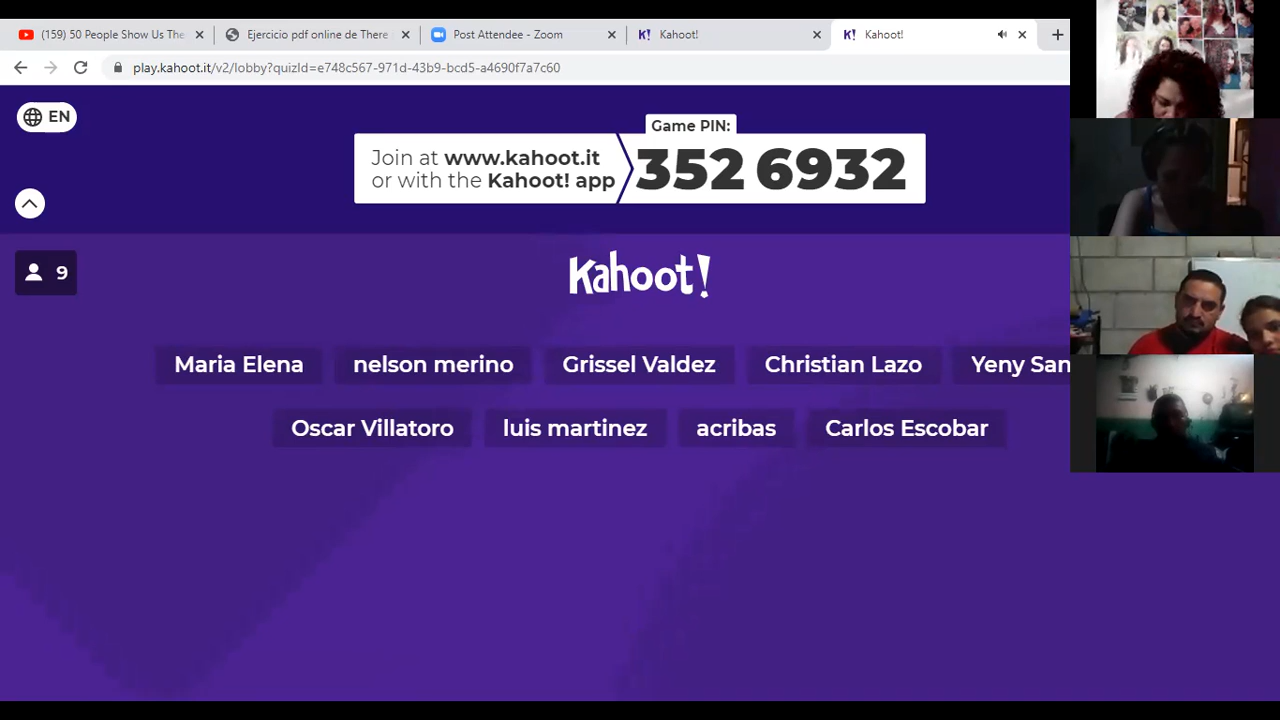 (159) 50 People Show Us The
Ejercicio pdf online de There
Post Attendee - Zoom
Kahoot!
Kahoot!
play.kahoot.it/v2/lobby?quizId=e748c567-971d-43b9-bcd5-a4690f7a7c60
EN
Game PIN:
Join at www.kahoot.it
or with the Kahoot! app
352 6932
9
Kahoot!
Maria Elena nelson merino Grissel Valdez Christian Lazo Yeny San
Oscar Villatoro luis martinez acribas Carlos Escobar